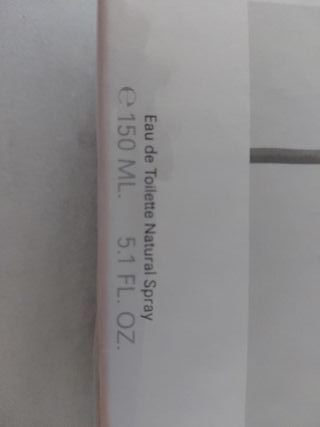 Eau de Toilette Natural Spray
℮ 150 ML. 5.1 FL. OZ.